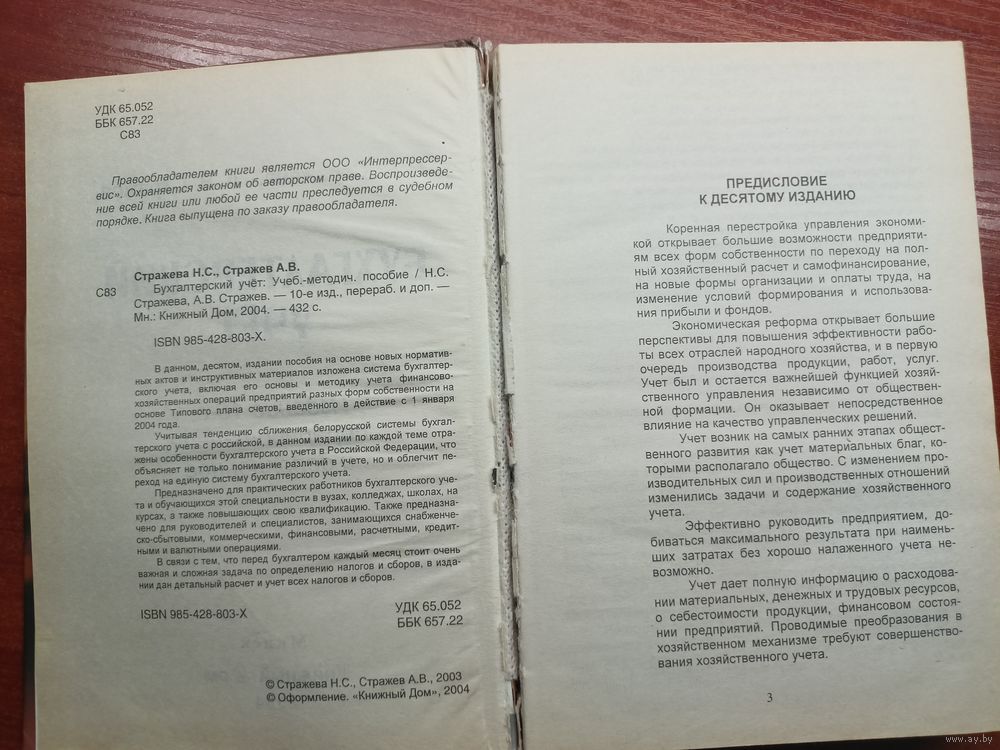 УДК 65.052
ББК 657.22
С83
Правообладателем книги является ООО «Интерпрессер-
вис». Охраняется законом об авторском праве. Воспроизведе-
ние всей книги или любой ее части преследуется в судебном
порядке. Книга выпущена по заказу правообладателя.
Стражева Н.С., Стражев А.В.
С83 Бухгалтерский учёт: Учеб.-методич. пособие / Н.С.
Стражева, А.В. Стражев. — 10-е изд., перераб. и доп. —
Мн.: Книжный Дом, 2004. — 432 с.
ISBN 985-428-803-X.
В данном, десятом, издании пособия на основе новых норматив-
ных актов и инструктивных материалов изложена система бухгалтер-
ского учета, включая его основы и методику учета финансово-
хозяйственных операций предприятий разных форм собственности на
основе Типового плана счетов, введенного в действие с 1 января
2004 года.
Учитывая тенденцию сближения белорусской системы бухгал-
терского учета с российской, в данном издании по каждой теме отра-
жены особенности бухгалтерского учета в Российской Федерации, что
объясняет не только понимание различий в учете, но и облегчит пе-
реход на единую систему бухгалтерского учета.
Предназначено для практических работников бухгалтерского уче-
та и обучающихся этой специальности в вузах, колледжах, школах, на
курсах, а также повышающих свою квалификацию. Также предназна-
чено для руководителей и специалистов, занимающихся снабженче-
ско-сбытовыми, коммерческими, финансовыми, расчетными, кредит-
ными и валютными операциями.
В связи с тем, что перед бухгалтером каждый месяц стоит очень
важная и сложная задача по определению налогов и сборов, в изда-
нии дан детальный расчет и учет всех налогов и сборов.
УДК 65.052
ISBN 985-428-803-X
ББК 657.22
© Стражева Н.С., Стражев А.В., 2003
© Оформление. «Книжный Дом», 2004
ПРЕДИСЛОВИЕ
К ДЕСЯТОМУ ИЗДАНИЮ
Коренная перестройка управления экономи-
кой открывает большие возможности предприяти-
ям всех форм собственности по переходу на пол-
ный хозяйственный расчет и самофинансирование,
на новые формы организации и оплаты труда, на
изменение условий формирования и использова-
ния прибыли и фондов.
Экономическая реформа открывает большие
перспективы для повышения эффективности рабо-
ты всех отраслей народного хозяйства, и в первую
очередь производства продукции, работ, услуг.
Учет был и остается важнейшей функцией хозяй-
ственного управления независимо от обществен-
ной формации. Он оказывает непосредственное
влияние на качество управленческих решений.
Учет возник на самых ранних этапах общест-
венного развития как учет материальных благ, ко-
торыми располагало общество. С изменением про-
изводительных сил и производственных отношений
изменились задачи и содержание хозяйственного
учета.
Эффективно руководить предприятием, до-
биваться максимального результата при наимень-
ших затратах без хорошо налаженного учета не-
возможно.
Учет дает полную информацию о расходова-
нии материальных, денежных и трудовых ресурсов,
о себестоимости продукции, финансовом состоя-
нии предприятий. Проводимые преобразования в
хозяйственном механизме требуют совершенство-
вания хозяйственного учета.
3
www.ay.by